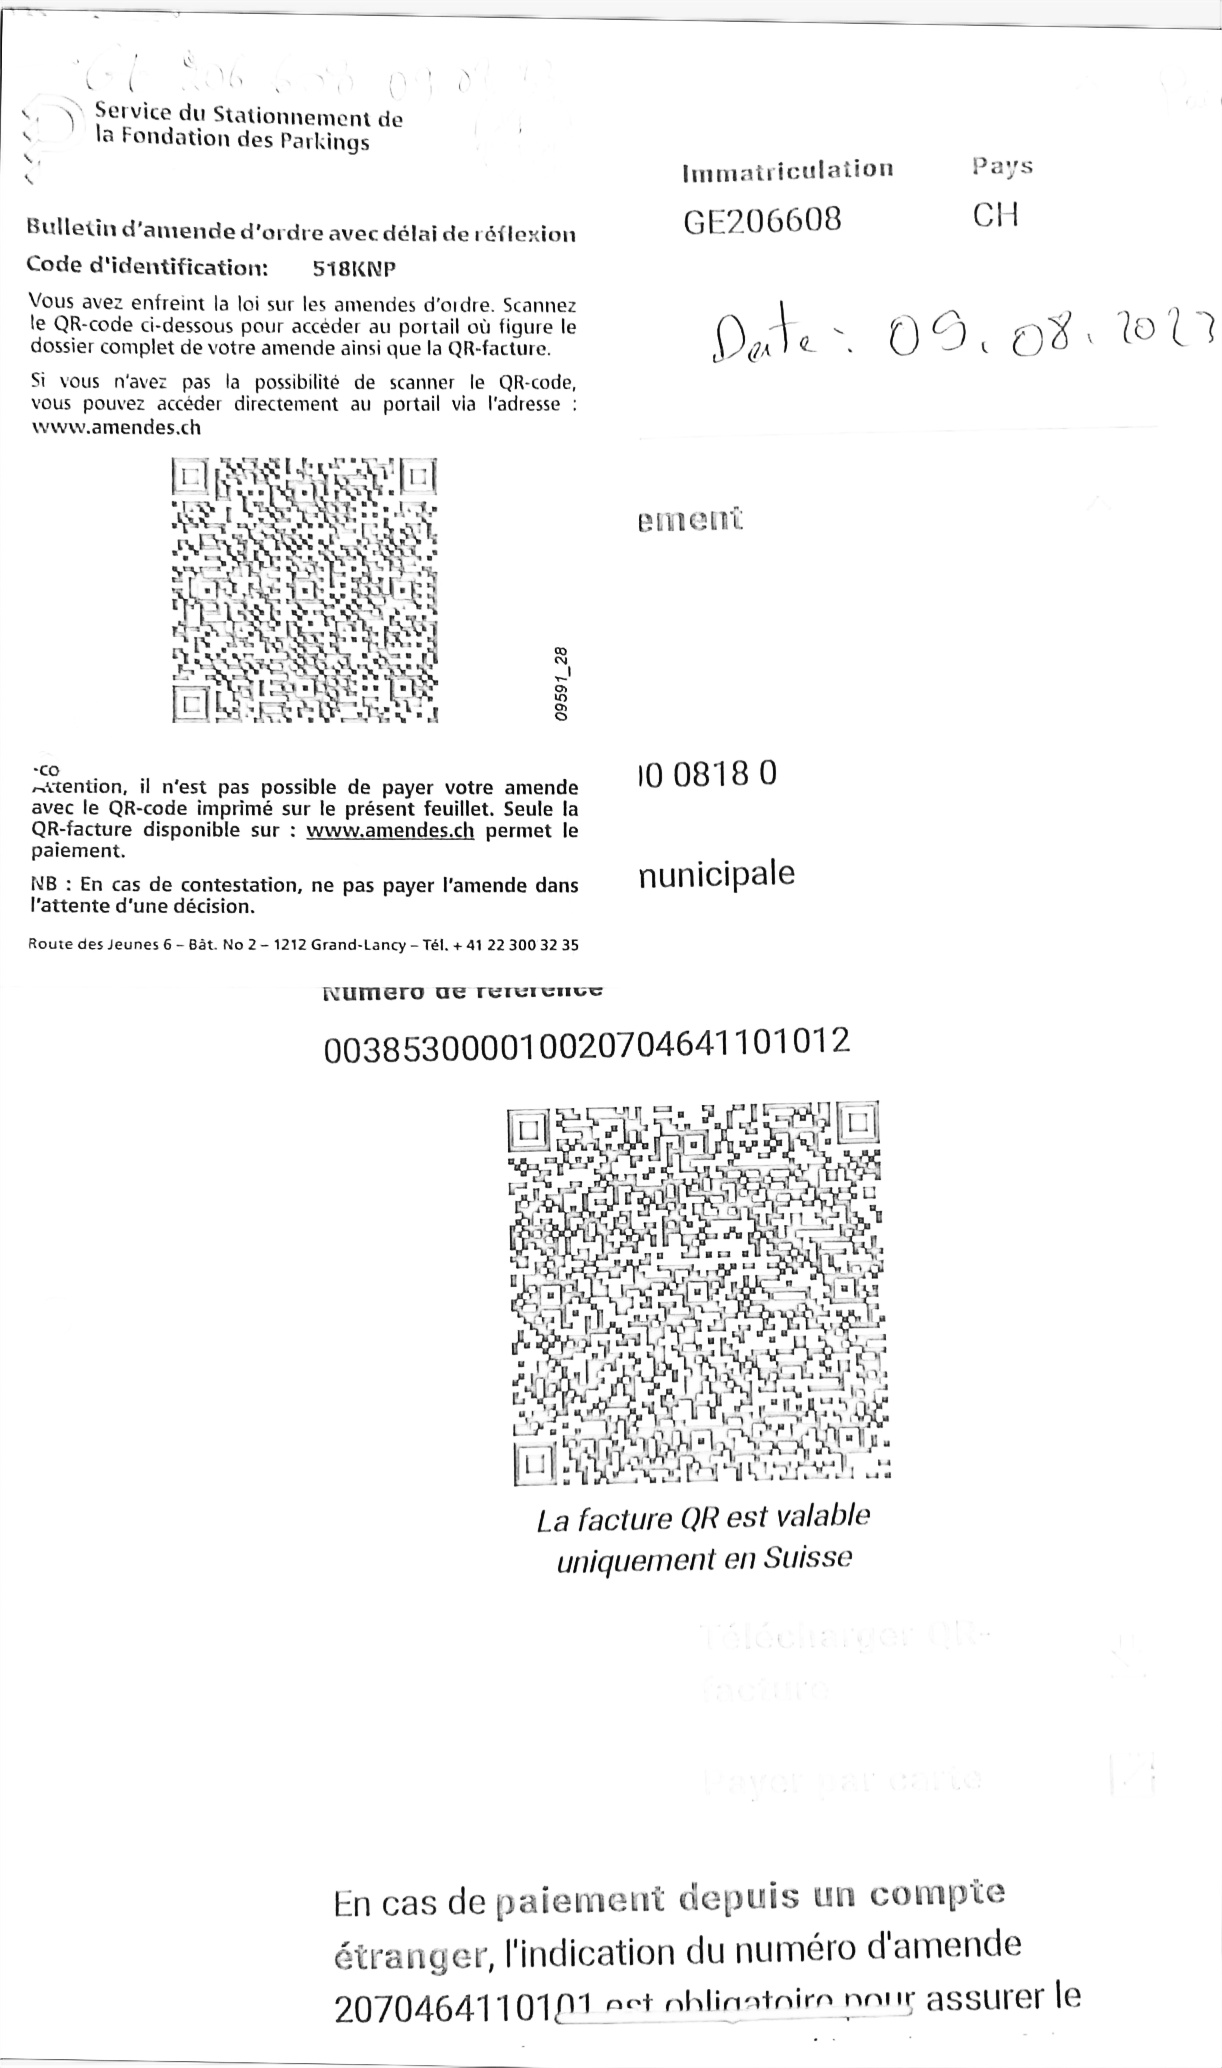 Service du Stationnement de
la Fondation des Parkings
Bulletin d'amende d'ordre avec délai de réflexion
Code d'identification: 518KNP
Vous avez enfreint la loi sur les amendes d'ordre. Scannez
le QR-code ci-dessous pour accéder au portail où figure le
dossier complet de votre amende ainsi que la QR-facture.
Si vous n'avez pas la possibilité de scanner le QR-code,
vous pouvez accéder directement au portail via l'adresse :
www.amendes.ch
09591_28
-co
Attention, il n'est pas possible de payer votre amende
avec le QR-code imprimé sur le présent feuillet. Seule la
QR-facture disponible sur : www.amendes.ch permet le
paiement.
NB : En cas de contestation, ne pas payer l'amende dans
l'attente d'une décision.
Route des Jeunes 6 – Bât. No 2 – 1212 Grand-Lancy – Tél. + 41 22 300 32 35
Immatriculation Pays
GE206608 CH
Date: 09.08.2023
ement
00 0818 0
nunicipale
Numéro de référence
003853000010020704641101012
La facture QR est valable
uniquement en Suisse
Télécharger QR-
facture
Payer par carte
En cas de paiement depuis un compte
étranger, l'indication du numéro d'amende
2070464110101 est obligatoire pour assurer le